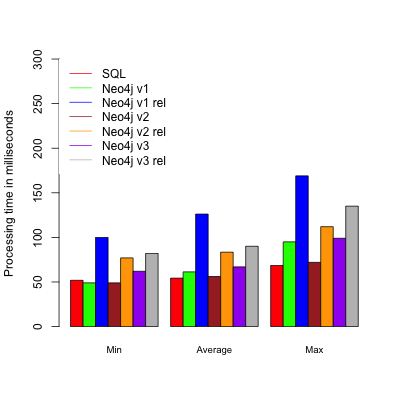 Processing time in milliseconds
300
250
200
150
100
50
0
SQL
Neo4j v1
Neo4j v1 rel
Neo4j v2
Neo4j v2 rel
Neo4j v3
Neo4j v3 rel
Min Average Max